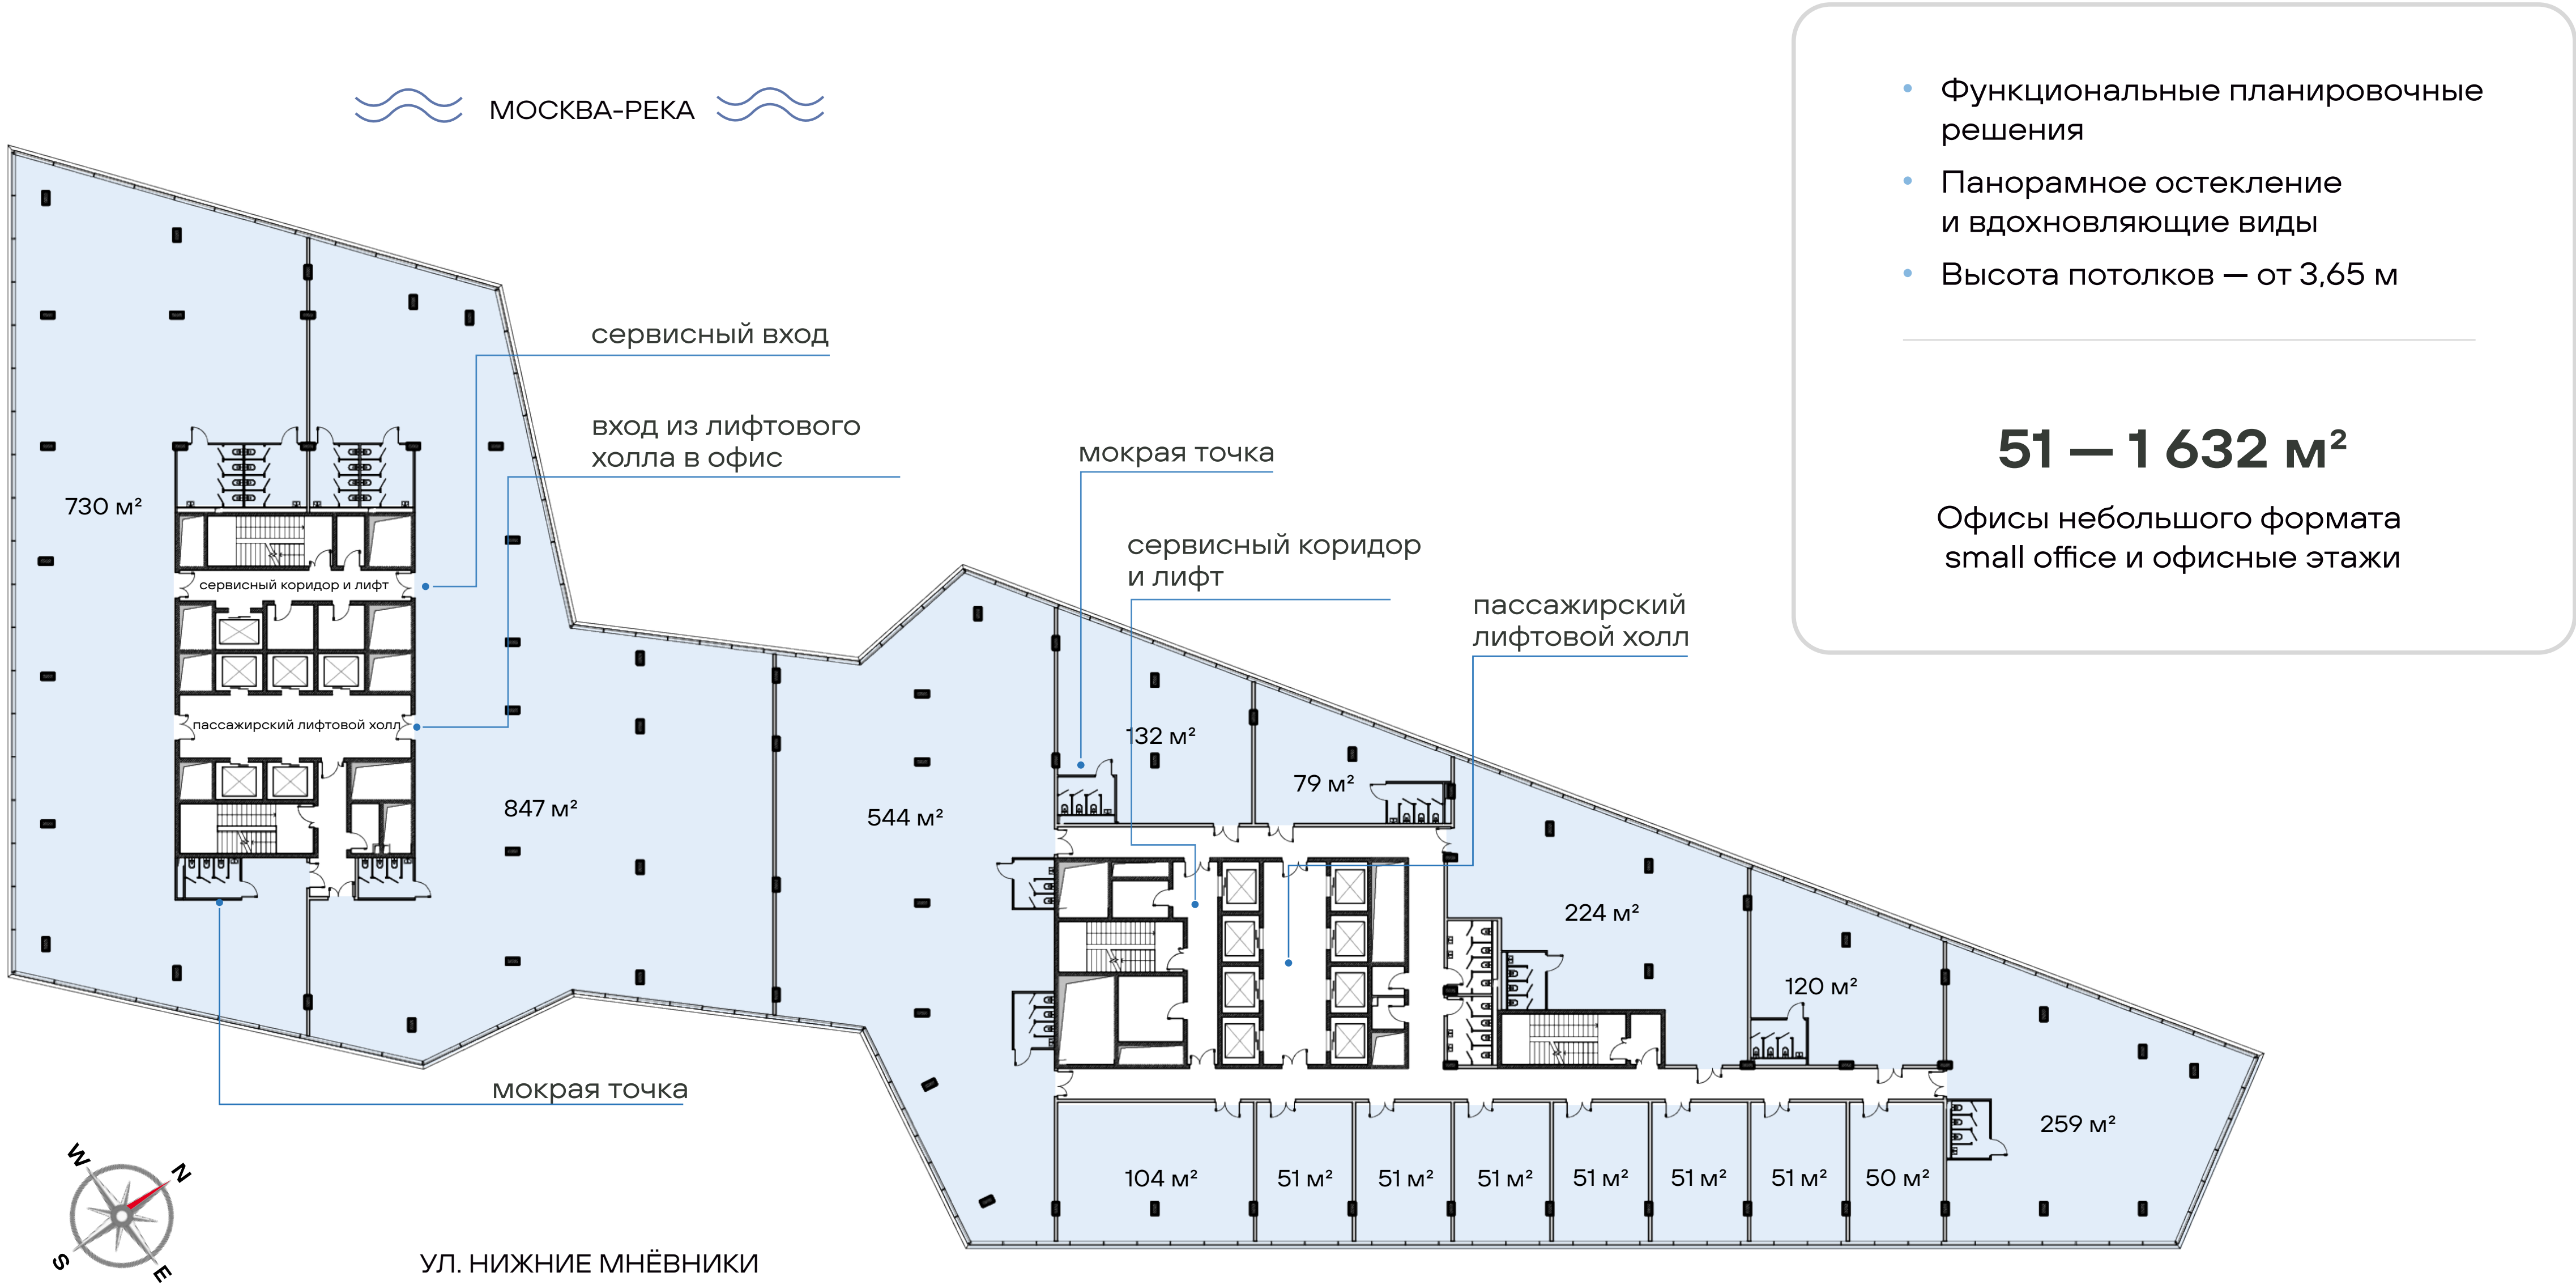 МОСКВА-РЕКА
• Функциональные планировочные
решения
• Панорамное остекление
и вдохновляющие виды
• Высота потолков — от 3,65 м
51 — 1 632 м²
Офисы небольшого формата
small office и офисные этажи
сервисный вход
вход из лифтового
холла в офис
мокрая точка
сервисный коридор
и лифт
пассажирский
лифтовой холл
730 м²
сервисный коридор и лифт
пассажирский лифтовой холл
847 м²
544 м²
132 м²
79 м²
224 м²
120 м²
259 м²
104 м²
51 м²
51 м²
51 м²
51 м²
51 м²
51 м²
50 м²
мокрая точка
W
N
S
E
УЛ. НИЖНИЕ МНЁВНИКИ